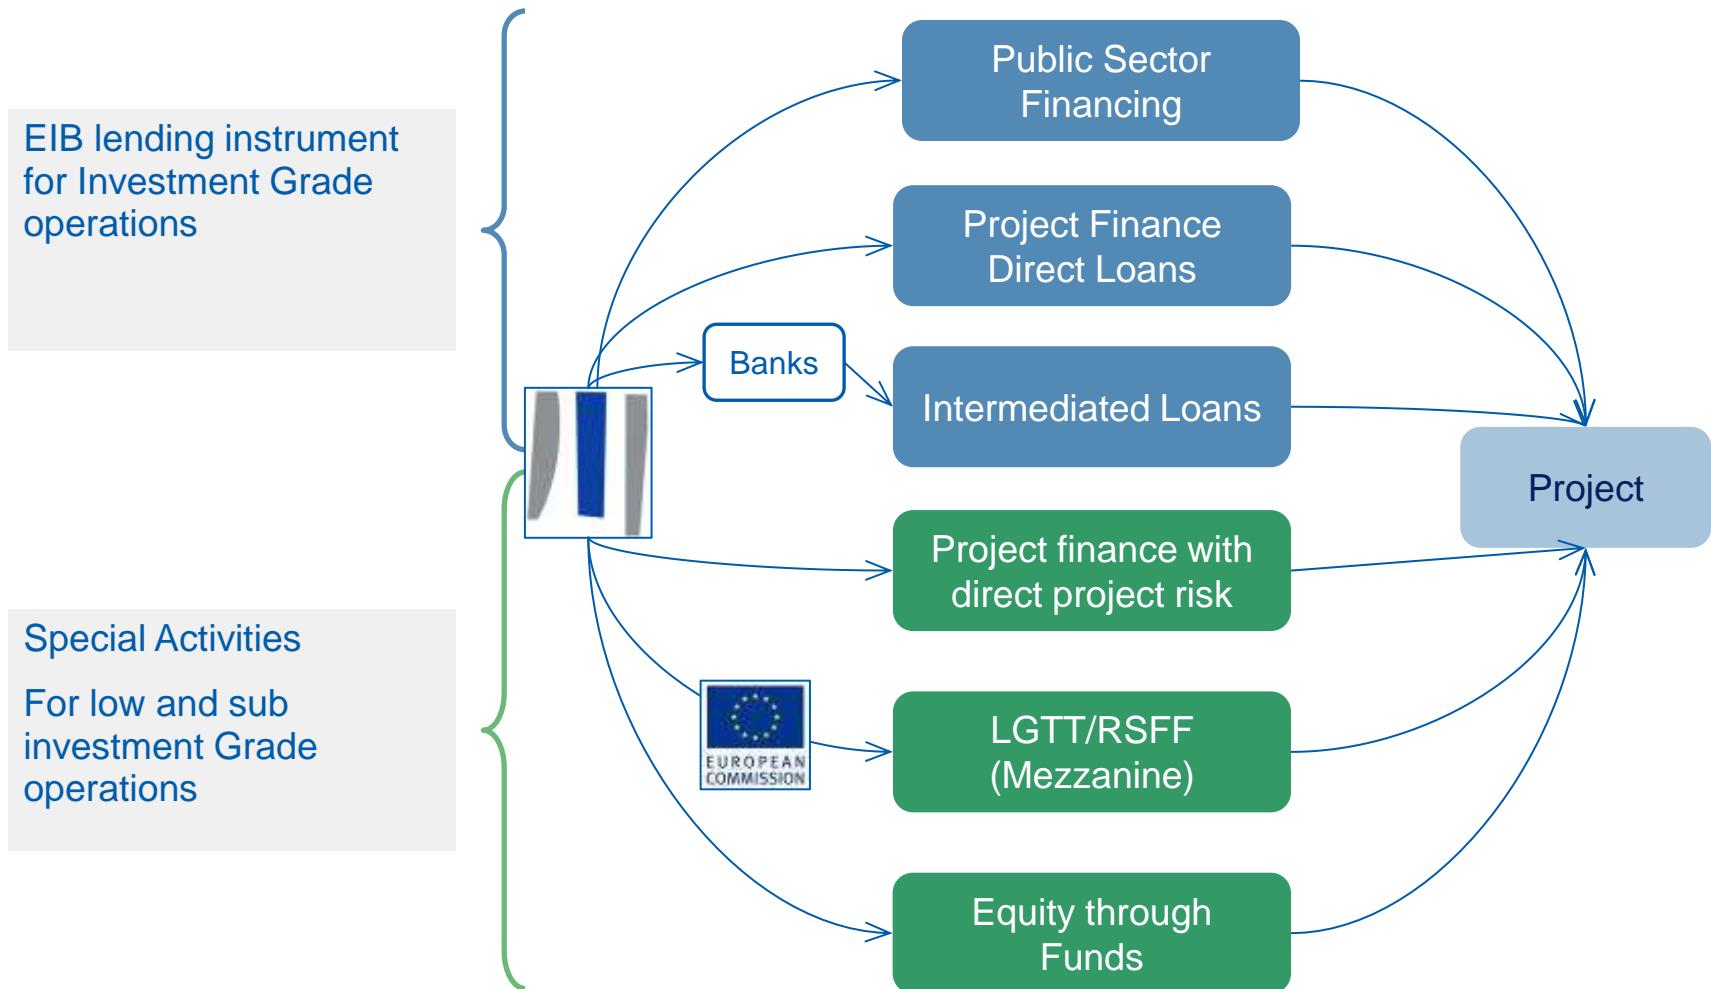 EIB lending instrument
for Investment Grade
operations
Special Activities
For low and sub
investment Grade
operations
Public Sector
Financing
Project Finance
Direct Loans
Banks
Intermediated Loans
Project finance with
direct project risk
EUROPEAN
COMMISSION
LGTT/RSFF
(Mezzanine)
Equity through
Funds
Project